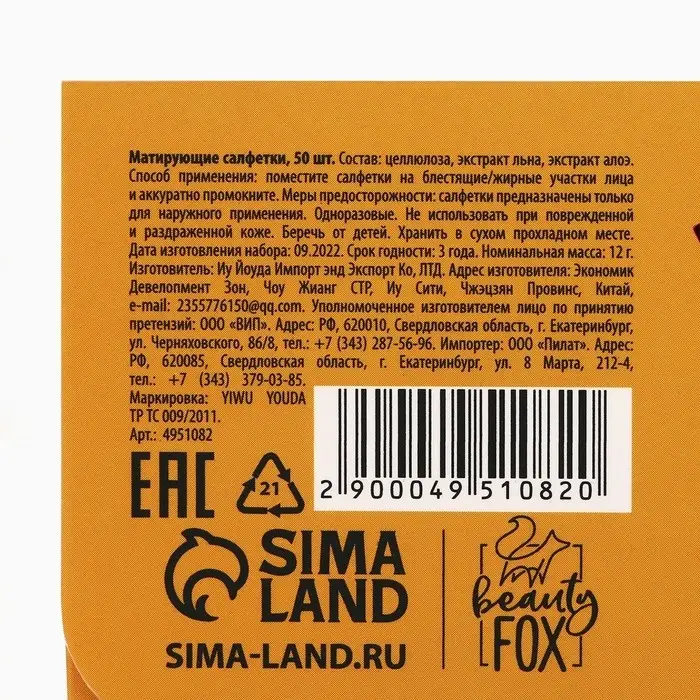 Матирующие салфетки, 50 шт. Состав: целлюлоза, экстракт льна, экстракт алоэ.
Способ применения: поместите салфетки на блестящие/жирные участки лица
и аккуратно промокните. Меры предосторожности: салфетки предназначены только
для наружного применения. Одноразовые. Не использовать при поврежденной
и раздраженной коже. Беречь от детей. Хранить в сухом прохладном месте.
Дата изготовления набора: 09.2022. Срок годности: 3 года. Номинальная масса: 12 г.
Изготовитель: Иу Йоуда Импорт энд Экспорт Ко, ЛТД. Адрес изготовителя: Экономик
Девелопмент Зон, Чоу Жианг СТР, Иу Сити, Чжэцзян Провинс, Китай,
e-mail: 2355776150@qq.com. Уполномоченное изготовителем лицо по принятию
претензий: ООО «ВИП». Адрес: РФ, 620010, Свердловская область, г. Екатеринбург,
ул. Черняховского, 86/8, тел.: +7 (343) 287-56-96. Импортер: ООО «Пилат». Адрес:
РФ, 620085, Свердловская область, г. Екатеринбург, ул. 8 Марта, 212-4,
тел.: +7 (343) 379-03-85.
Маркировка: YIWU YOUDA
ТР ТС 009/2011.
Арт.: 4951082
EAC
21
2 900049 510820
SIMA
LAND
SIMA-LAND.RU
beauty
FOX